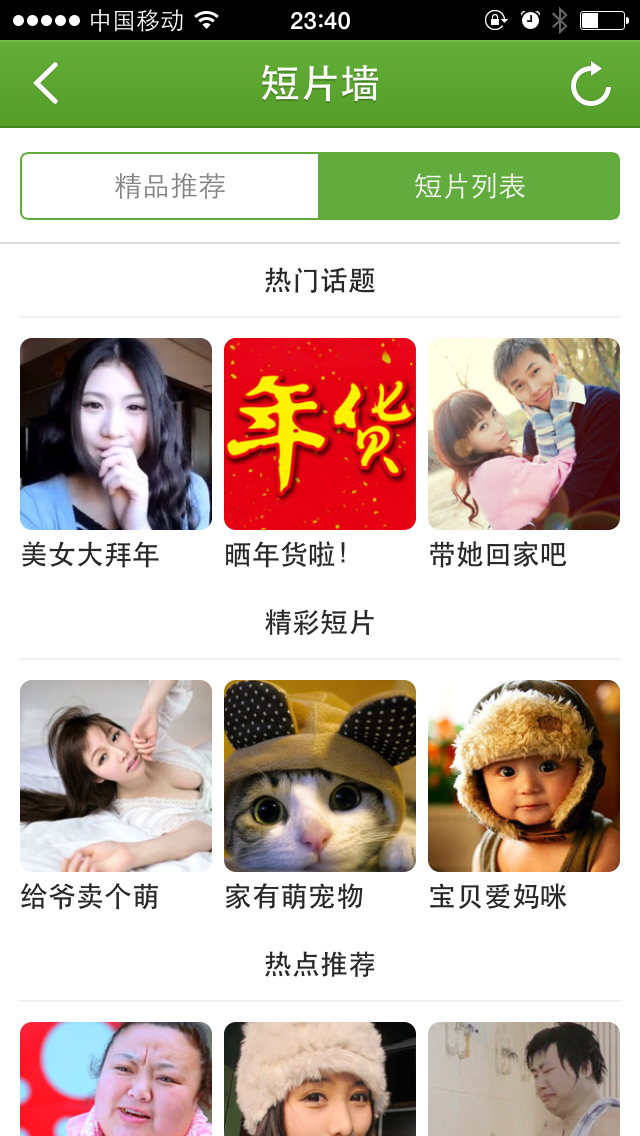 中国移动
23:40
短片墙
精品推荐
短片列表
热门话题
年货
美女大拜年
晒年货啦！
带她回家吧
精彩短片
给爷卖个萌
家有萌宠物
宝贝爱妈咪
热点推荐